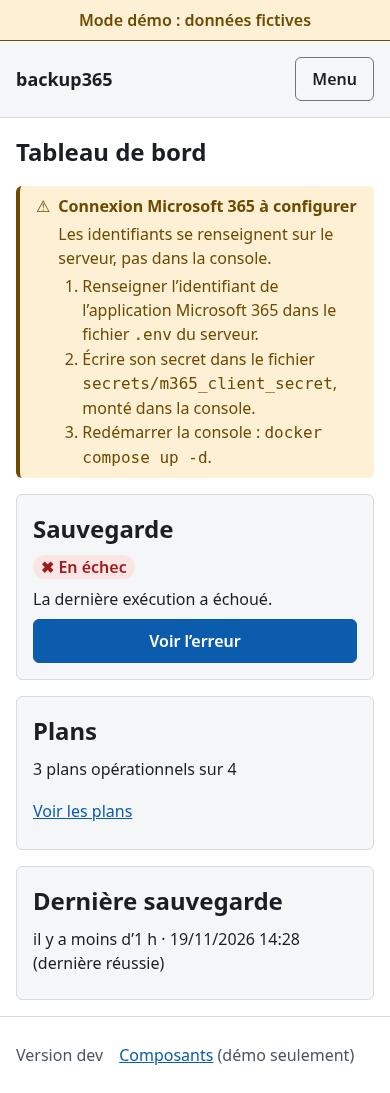 Mode démo : données fictives
backup365
Menu
Tableau de bord
⚠ Connexion Microsoft 365 à configurer
Les identifiants se renseignent sur le
serveur, pas dans la console.
1. Renseigner l’identifiant de
l’application Microsoft 365 dans le
fichier .env du serveur.
2. Écrire son secret dans le fichier
secrets/m365_client_secret,
monté dans la console.
3. Redémarrer la console : docker
compose up -d.
Sauvegarde
✖ En échec
La dernière exécution a échoué.
Voir l’erreur
Plans
3 plans opérationnels sur 4
Voir les plans
Dernière sauvegarde
il y a moins d’1 h · 19/11/2026 14:28
(dernière réussie)
Version dev Composants (démo seulement)